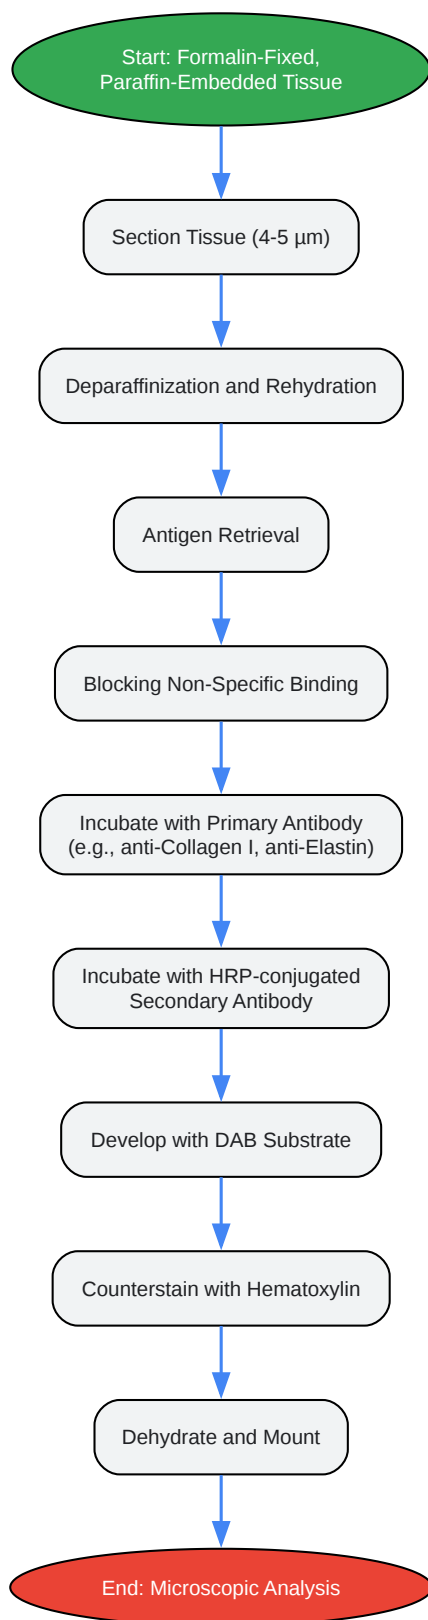 Start: Formalin-Fixed,
Paraffin-Embedded Tissue
Section Tissue (4-5 µm)
Deparaffinization and Rehydration
Antigen Retrieval
Blocking Non-Specific Binding
Incubate with Primary Antibody
(e.g., anti-Collagen I, anti-Elastin)
Incubate with HRP-conjugated
Secondary Antibody
Develop with DAB Substrate
Counterstain with Hematoxylin
Dehydrate and Mount
End: Microscopic Analysis